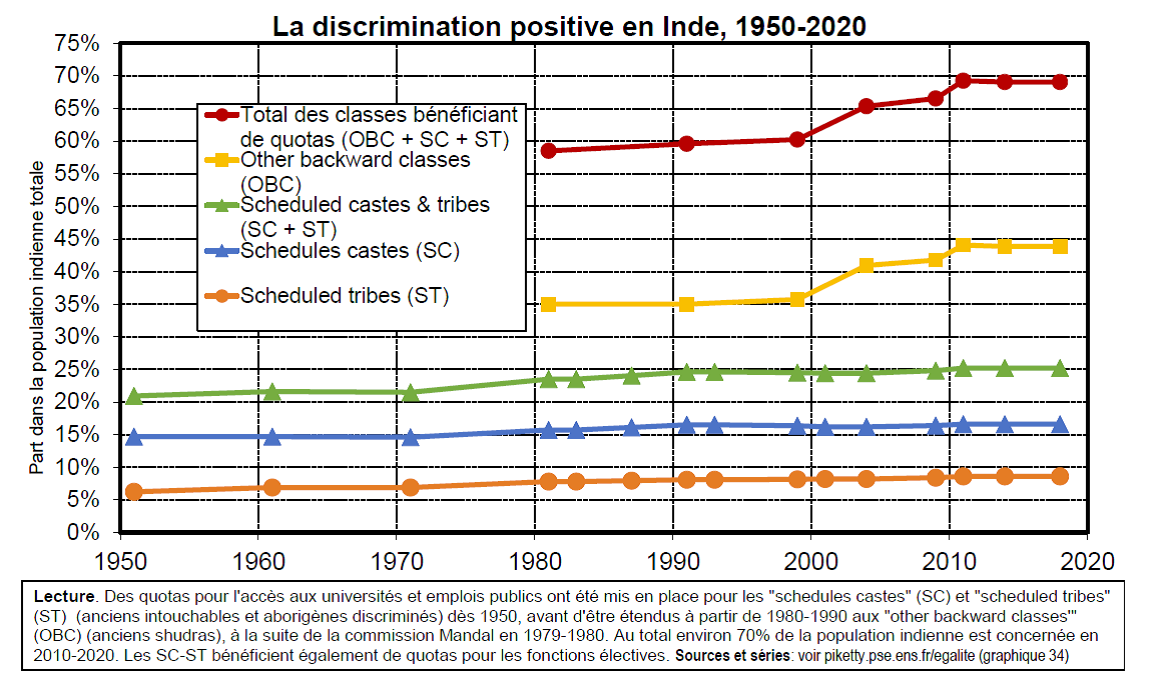 La discrimination positive en Inde, 1950-2020
75%
70%
65%
60%
55%
50%
45%
40%
35%
30%
25%
20%
15%
10%
5%
0%
Part dans la population indienne totale
Total des classes bénéficiant
de quotas (OBC + SC + ST)
Other backward classes
(OBC)
Scheduled castes & tribes
(SC + ST)
Schedules castes (SC)
Scheduled tribes (ST)
1950 1960 1970 1980 1990 2000 2010 2020
Lecture. Des quotas pour l'accès aux universités et emplois publics ont été mis en place pour les "schedules castes" (SC) et "scheduled tribes"
(ST) (anciens intouchables et aborigènes discriminés) dès 1950, avant d'être étendus à partir de 1980-1990 aux "other backward classes'"
(OBC) (anciens shudras), à la suite de la commission Mandal en 1979-1980. Au total environ 70% de la population indienne est concernée en
2010-2020. Les SC-ST bénéficient également de quotas pour les fonctions électives. Sources et séries: voir piketty.pse.ens.fr/egalite (graphique 34)